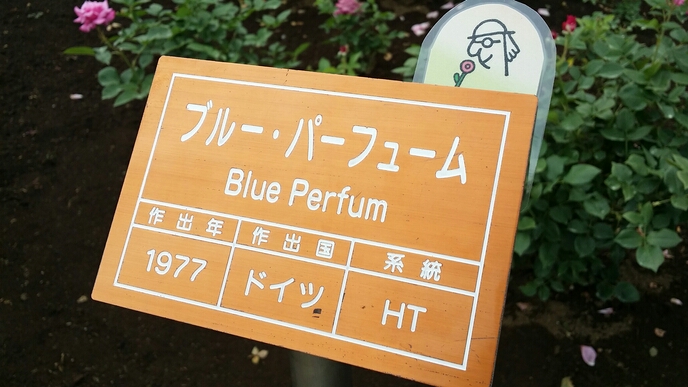 ブルー・パーフューム
Blue Perfum
作出年 作出国 系統
1977 ドイツ HT